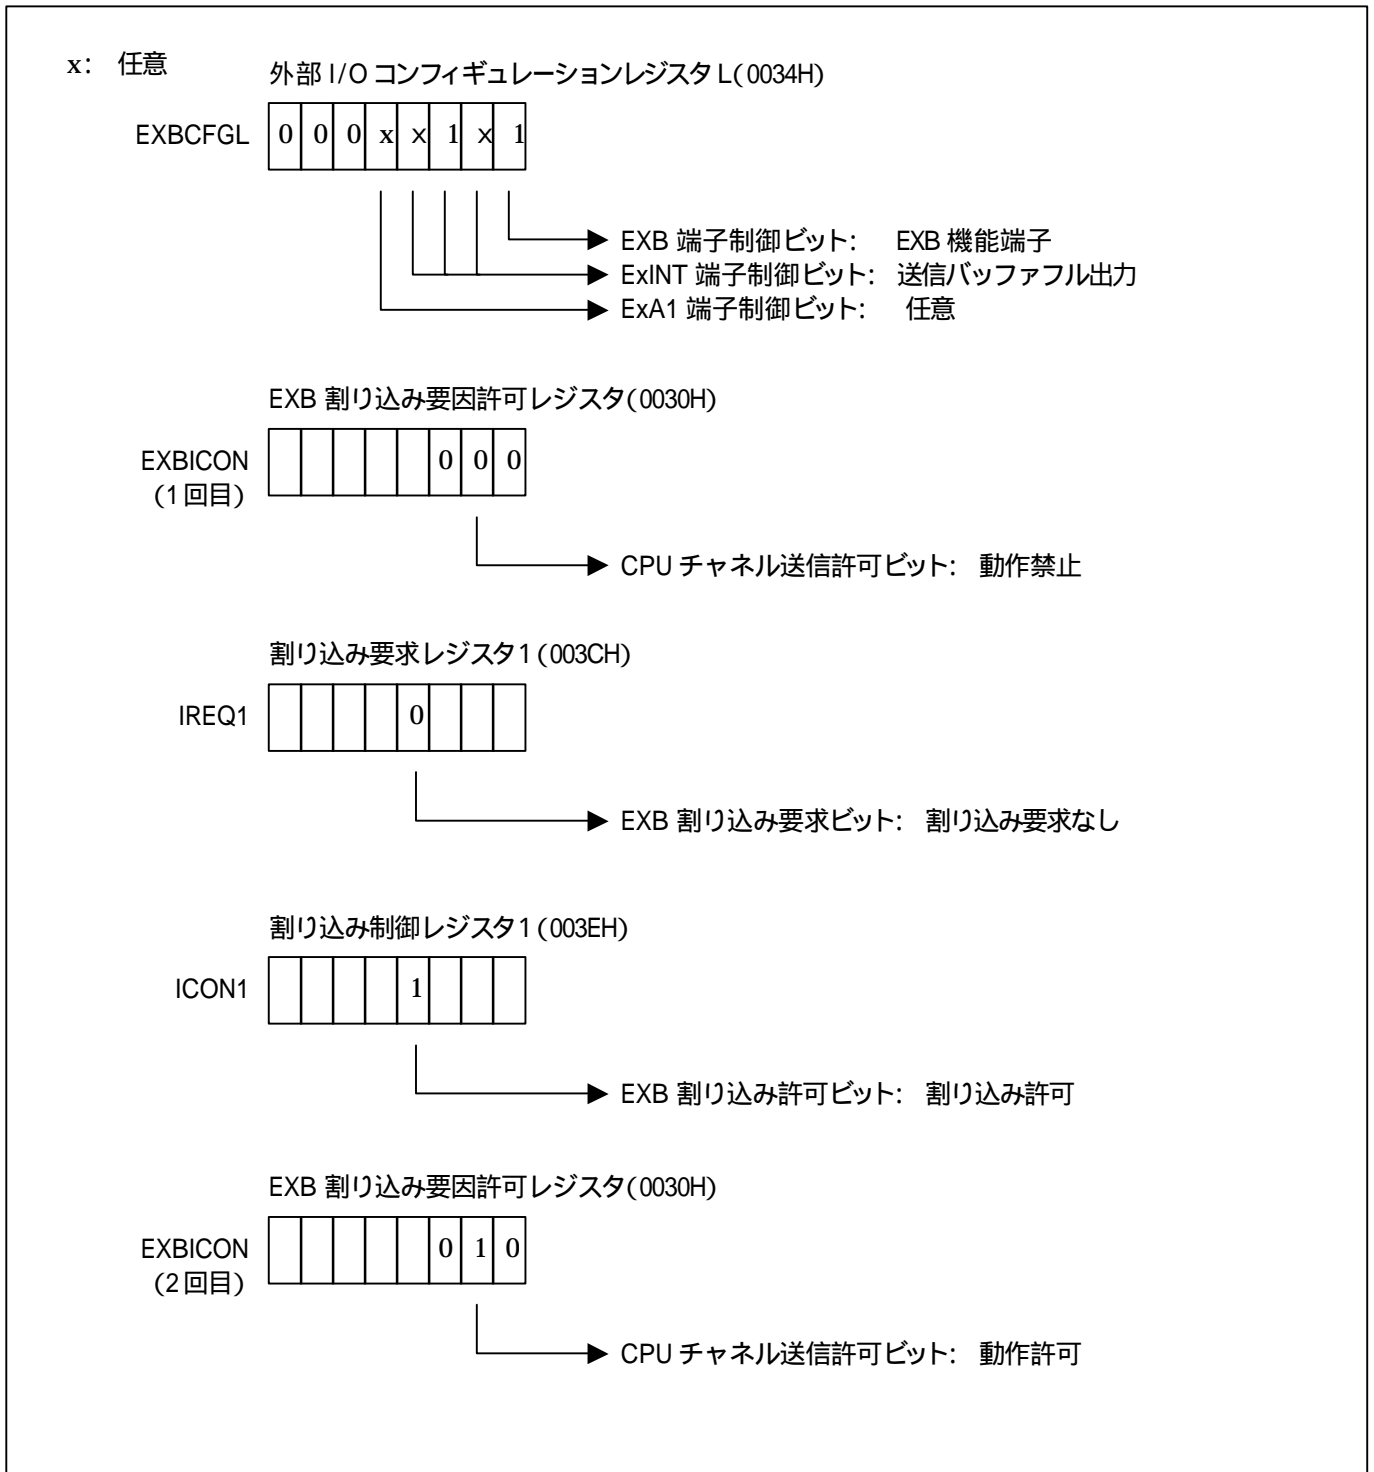 x: 任意
外部 I/O コンフィギュレーションレジスタ L(0034H)
EXBCFGL 0 0 0 x x 1 x 1
EXB 端子制御ビット: EXB 機能端子
ExINT 端子制御ビット: 送信バッファフル出力
ExA1 端子制御ビット: 任意
EXB 割り込み要因許可レジスタ(0030H)
EXBICON 0 0 0
(1回目)
CPU チャネル送信許可ビット: 動作禁止
割り込み要求レジスタ1(003CH)
IREQ1 0
EXB 割り込み要求ビット: 割り込み要求なし
割り込み制御レジスタ1(003EH)
ICON1 1
EXB 割り込み許可ビット: 割り込み許可
EXB 割り込み要因許可レジスタ(0030H)
EXBICON 0 1 0
(2回目)
CPU チャネル送信許可ビット: 動作許可